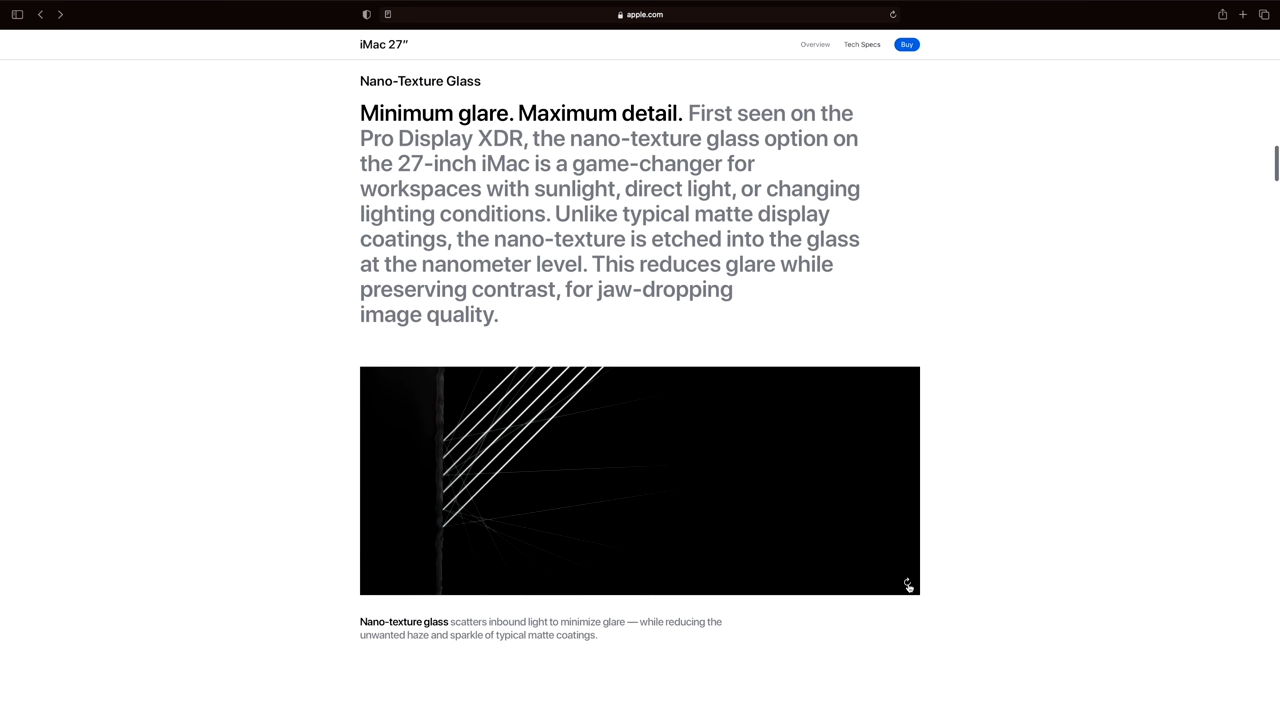 apple.com
iMac 27″
Overview
Tech Specs
Buy
Nano-Texture Glass
Minimum glare. Maximum detail. First seen on the
Pro Display XDR, the nano-texture glass option on
the 27-inch iMac is a game-changer for
workspaces with sunlight, direct light, or changing
lighting conditions. Unlike typical matte display
coatings, the nano-texture is etched into the glass
at the nanometer level. This reduces glare while
preserving contrast, for jaw-dropping
image quality.
Nano-texture glass scatters inbound light to minimize glare — while reducing the
unwanted haze and sparkle of typical matte coatings.